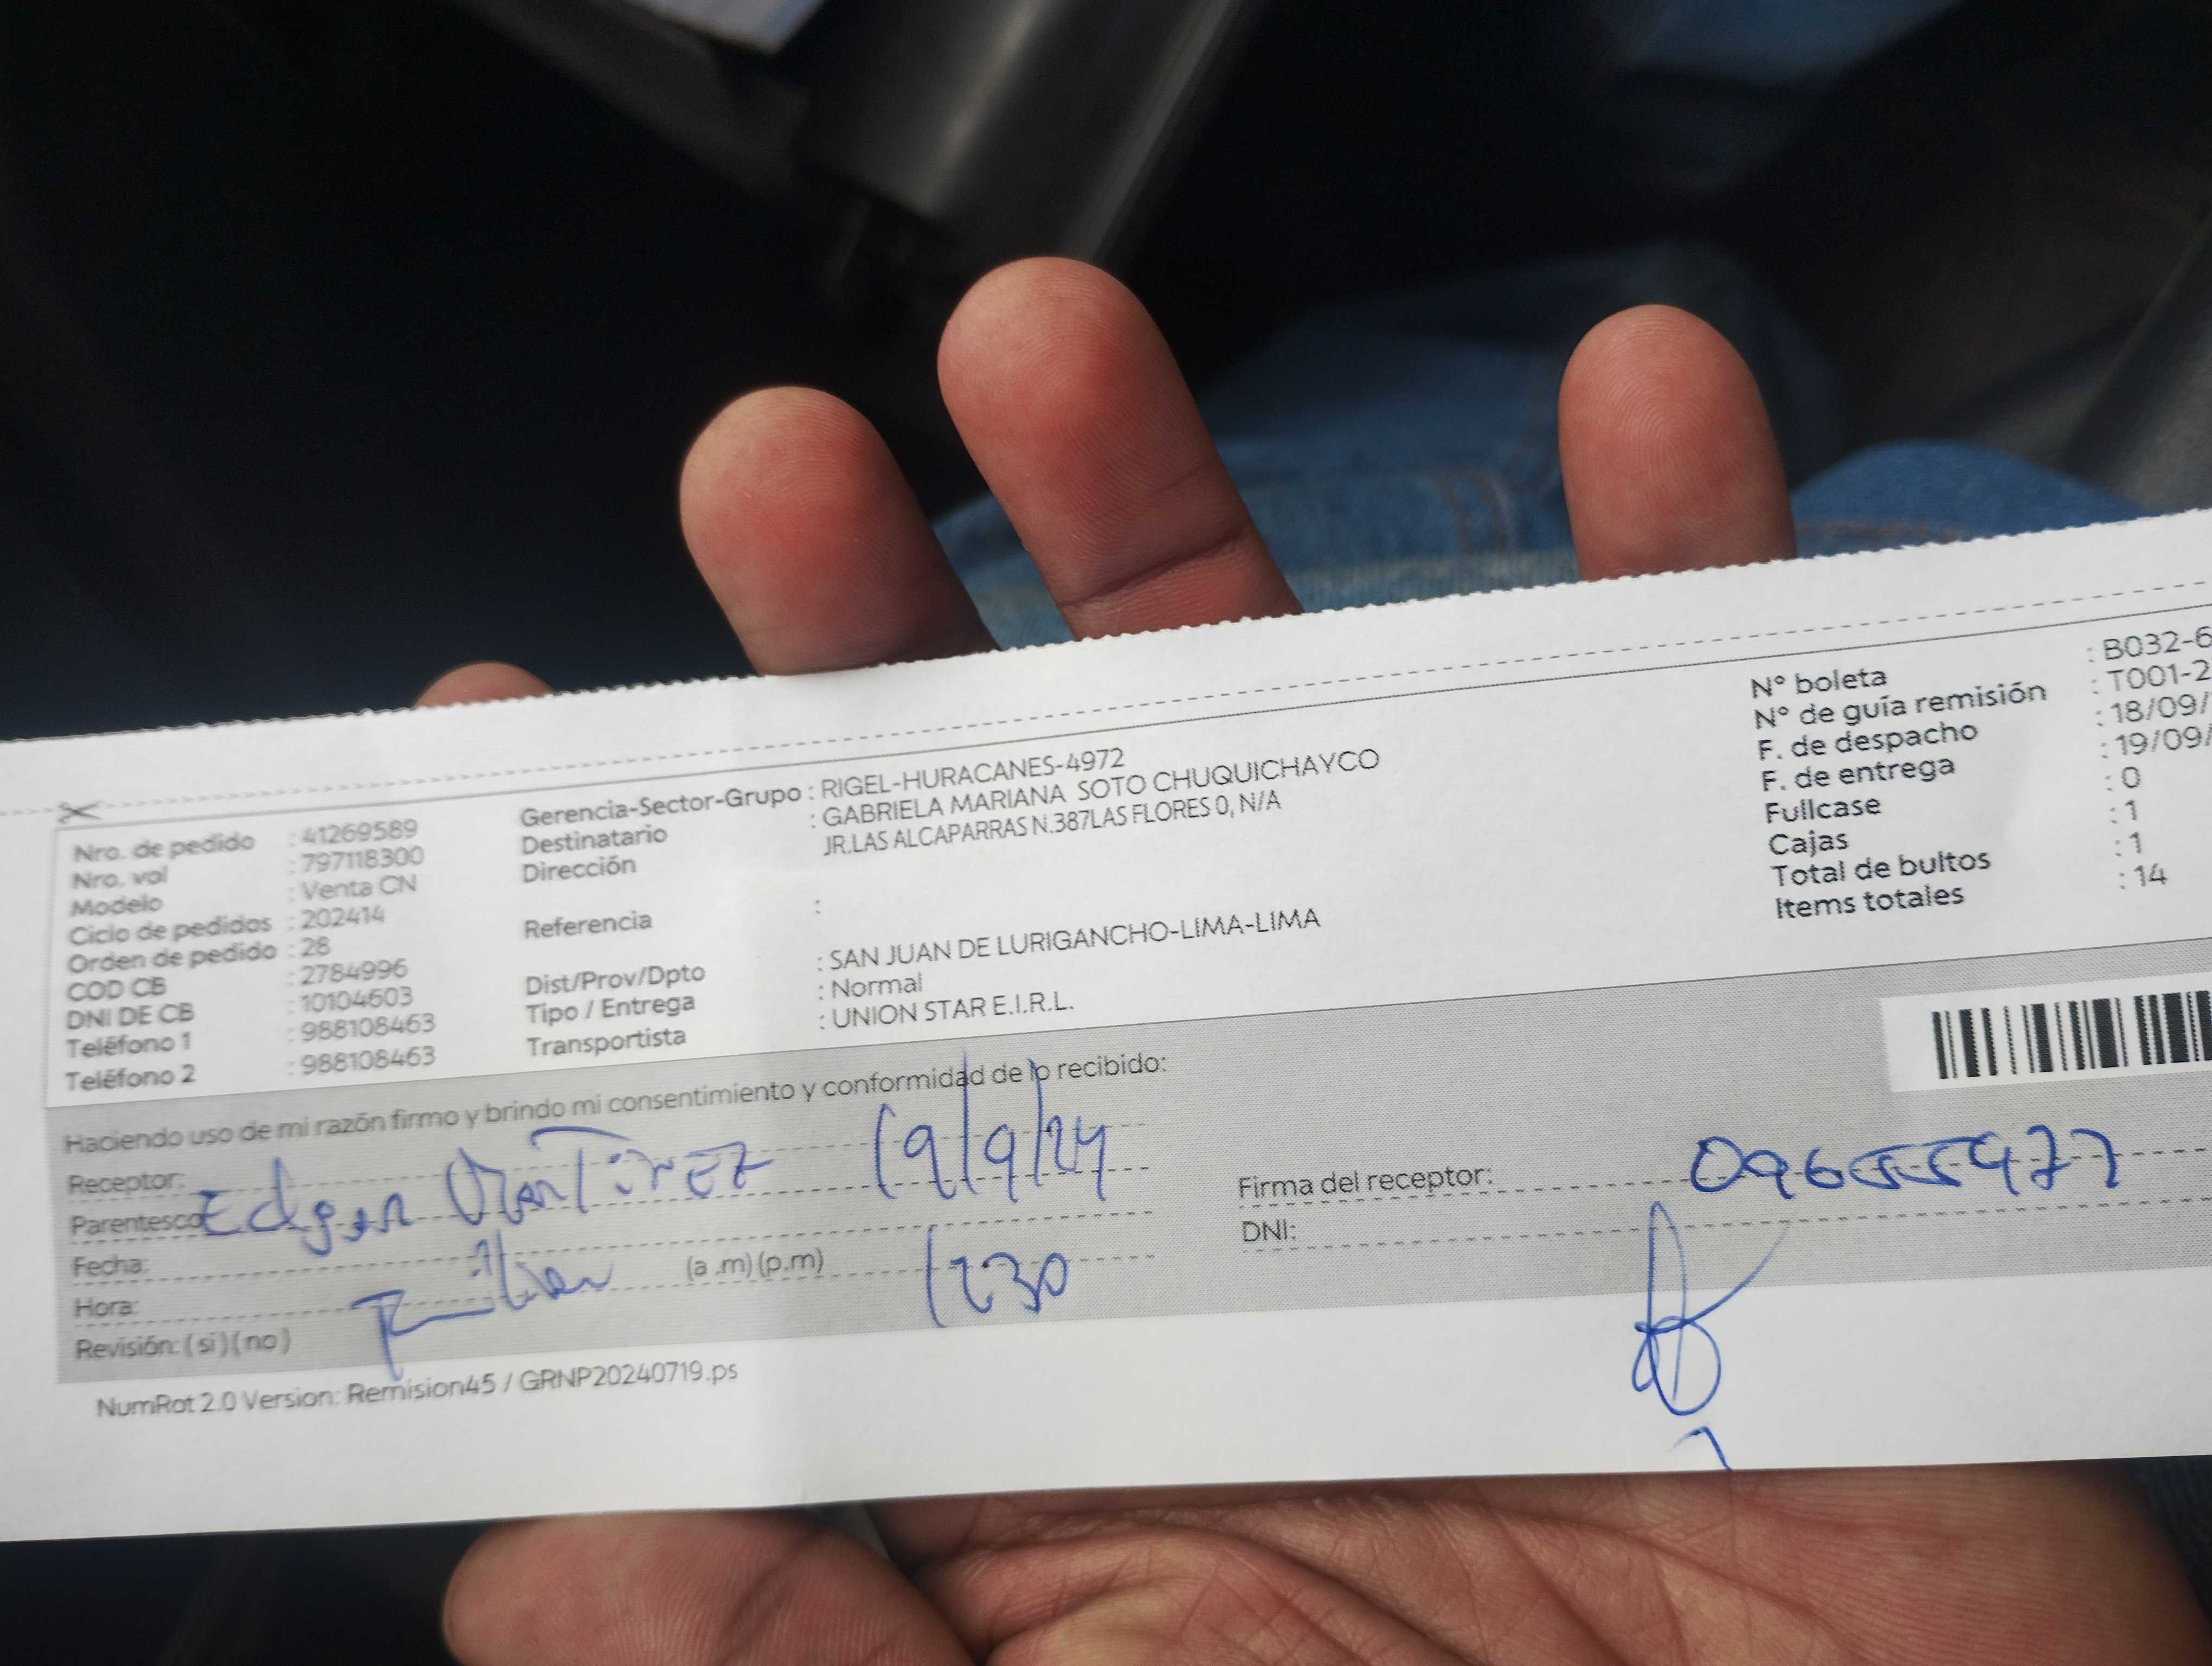 Nro. de pedido : 41269589
Nro. vol : 797118300
Modelo : Venta CN
Ciclo de pedidos : 202414
Orden de pedido : 28
COD CB : 2784996
DNI DE CB : 10104603
Teléfono 1 : 988108463
Teléfono 2 : 988108463
Gerencia-Sector-Grupo : RIGEL-HURACANES-4972
Destinatario : GABRIELA MARIANA SOTO CHUQUICHAYCO
Dirección JR.LAS ALCAPARRAS N.387LAS FLORES 0, N/A
Referencia :
Dist/Prov/Dpto : SAN JUAN DE LURIGANCHO-LIMA-LIMA
Tipo / Entrega : Normal
Transportista : UNION STAR E.I.R.L.
N° boleta : B032-6
N° de guía remisión : T001-2
F. de despacho : 18/09/
F. de entrega : 19/09/
Fullcase : 0
Cajas : 1
Total de bultos : 1
Items totales : 14
Haciendo uso de mi razón firmo y brindo mi consentimiento y conformidad de lo recibido:
Receptor:
Parentesco Edgar Martinez 19/9/24
Fecha:
Hora: (a .m) (p.m) 1230
Revisión: ( si ) ( no )
Firma del receptor: 09655477
DNI:
NumRot 2.0 Version: Remision45 / GRNP20240719.ps